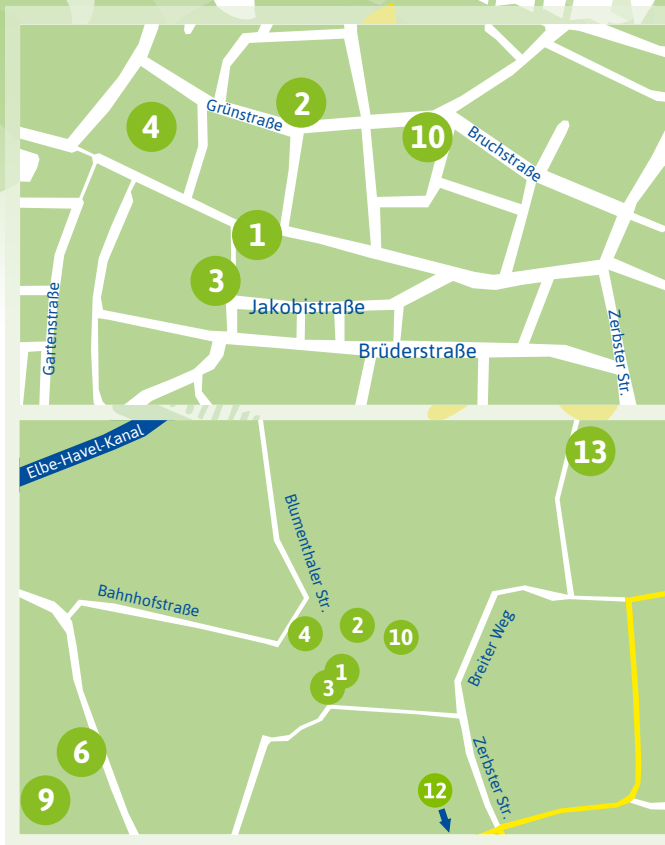 2
Grünstraße
4
10
Bruchstraße
1
3
Jakobistraße
Gartenstraße
Brüderstraße
Zerbster Str.
Elbe-Havel-Kanal
13
Blumenthaler Str.
Bahnhofstraße
4
2
10
Breiter Weg
1
3
6
Zerbster Str.
9
12